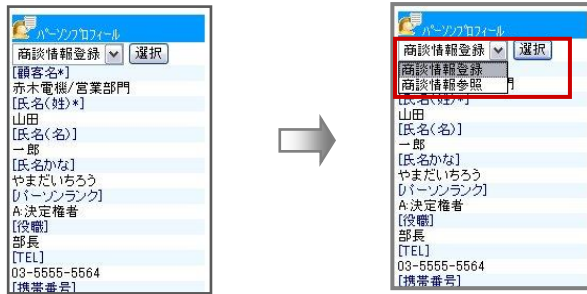 パーソンプロフィール
商談情報登録 選択
[顧客名*]
赤木電機/営業部門
[氏名(姓)*]
山田
[氏名(名)]
一郎
[氏名かな]
やまだいちろう
[パーソンランク]
A:決定権者
[役職]
部長
[TEL]
03-5555-5564
[携帯番号]
パーソンプロフィール
商談情報登録 選択
商談情報登録
商談情報参照
[氏名(姓)*]
山田
[氏名(名)]
一郎
[氏名かな]
やまだいちろう
[パーソンランク]
A:決定権者
[役職]
部長
[TEL]
03-5555-5564
[携帯番号]